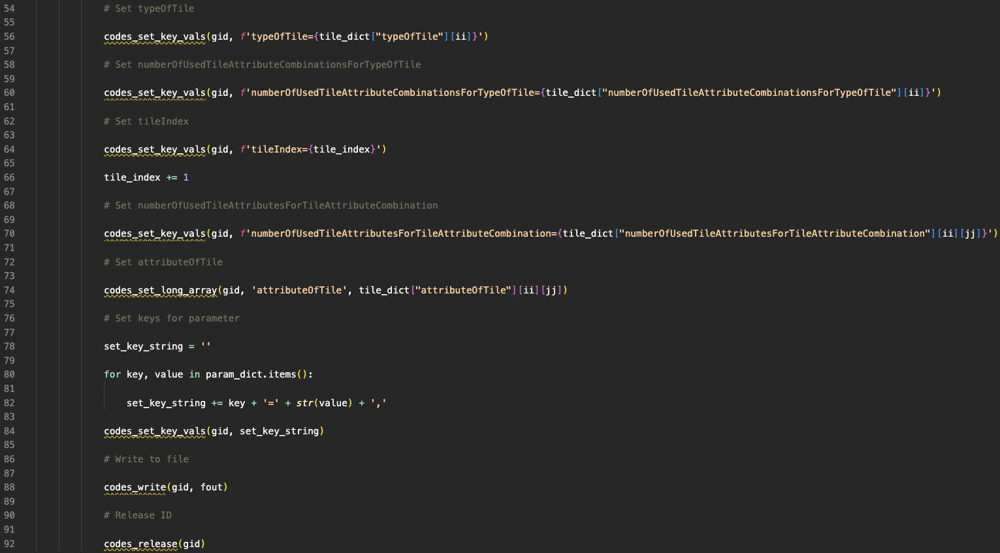 54 # Set typeOfTile
55
56 codes_set_key_vals(gid, f'typeOfTile={tile_dict["typeOfTile"][ii]}')
57
58 # Set numberOfUsedTileAttributeCombinationsForTypeOfTile
59
60 codes_set_key_vals(gid, f'numberOfUsedTileAttributeCombinationsForTypeOfTile={tile_dict["numberOfUsedTileAttributeCombinationsForTypeOfTile"][ii]}')
61
62 # Set tileIndex
63
64 codes_set_key_vals(gid, f'tileIndex={tile_index}')
65
66 tile_index += 1
67
68 # Set numberOfUsedTileAttributesForTileAttributeCombination
69
70 codes_set_key_vals(gid, f'numberOfUsedTileAttributesForTileAttributeCombination={tile_dict["numberOfUsedTileAttributesForTileAttributeCombination"][ii][jj]}')
71
72 # Set attributeOfTile
73
74 codes_set_long_array(gid, 'attributeOfTile', tile_dict["attributeOfTile"][ii][jj])
75
76 # Set keys for parameter
77
78 set_key_string = ''
79
80 for key, value in param_dict.items():
81
82 set_key_string += key + '=' + str(value) + ','
83
84 codes_set_key_vals(gid, set_key_string)
85
86 # Write to file
87
88 codes_write(gid, fout)
89
90 # Release ID
91
92 codes_release(gid)